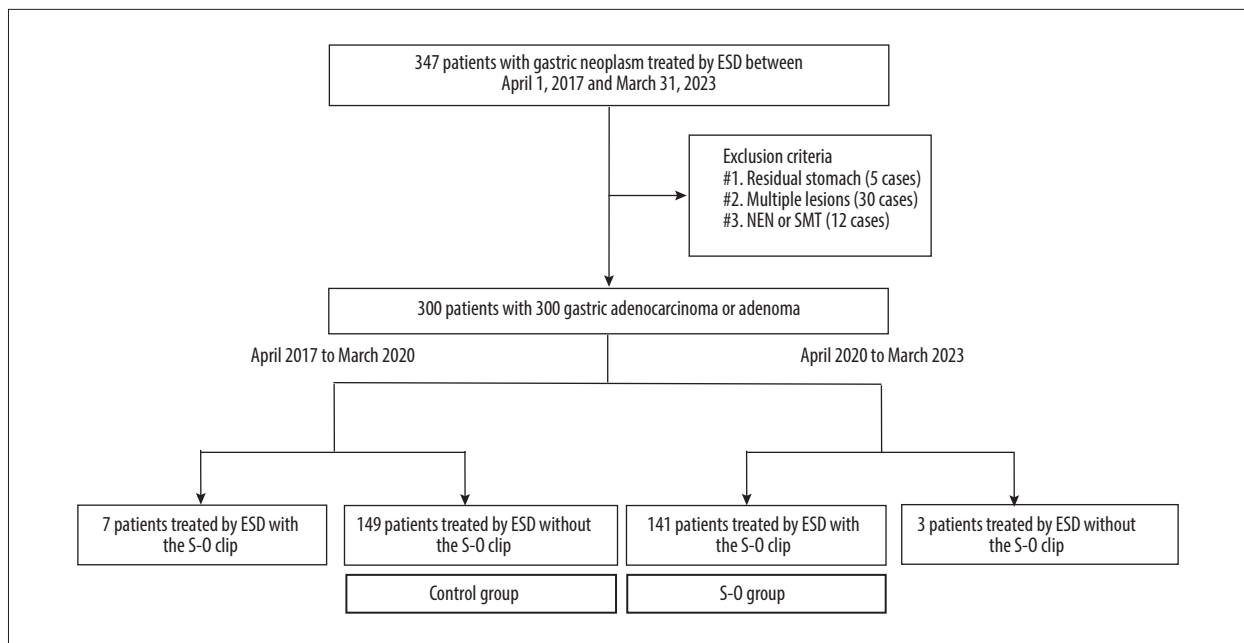 347 patients with gastric neoplasm treated by ESD between
April 1, 2017 and March 31, 2023
Exclusion criteria
#1. Residual stomach (5 cases)
#2. Multiple lesions (30 cases)
#3. NEN or SMT (12 cases)
300 patients with 300 gastric adenocarcinoma or adenoma
April 2017 to March 2020
April 2020 to March 2023
7 patients treated by ESD with
the S-O clip
149 patients treated by ESD without
the S-O clip
141 patients treated by ESD with
the S-O clip
3 patients treated by ESD without
the S-O clip
Control group
S-O group